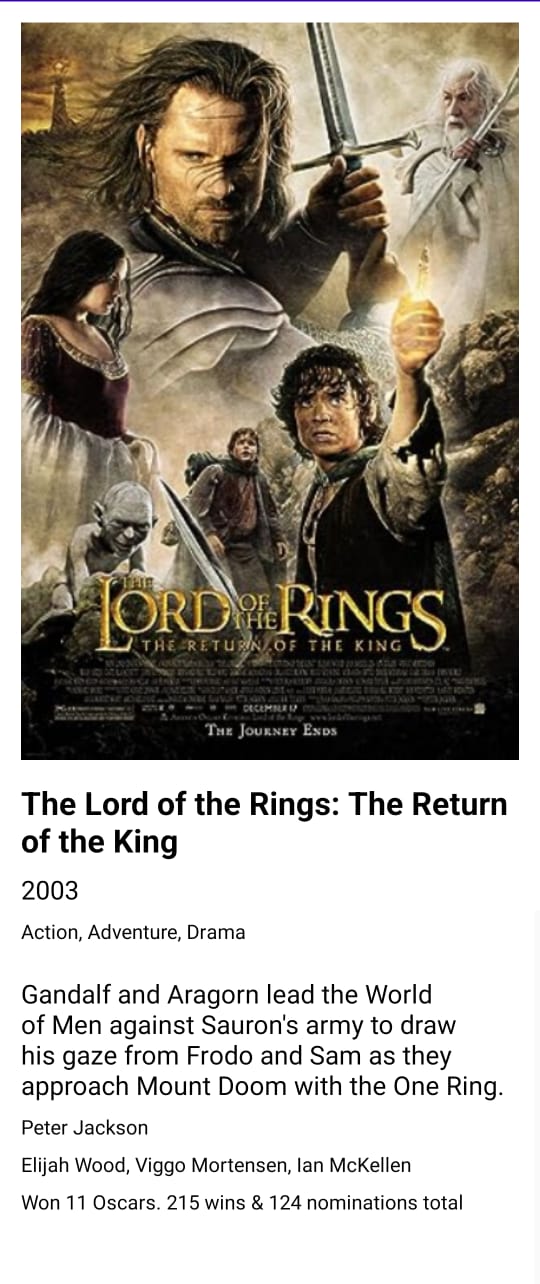 THE
LORD OF THE RINGS
THE RETURN OF THE KING
DECEMBER 17
THE JOURNEY ENDS
The Lord of the Rings: The Return
of the King
2003
Action, Adventure, Drama
Gandalf and Aragorn lead the World
of Men against Sauron's army to draw
his gaze from Frodo and Sam as they
approach Mount Doom with the One Ring.
Peter Jackson
Elijah Wood, Viggo Mortensen, Ian McKellen
Won 11 Oscars. 215 wins & 124 nominations total